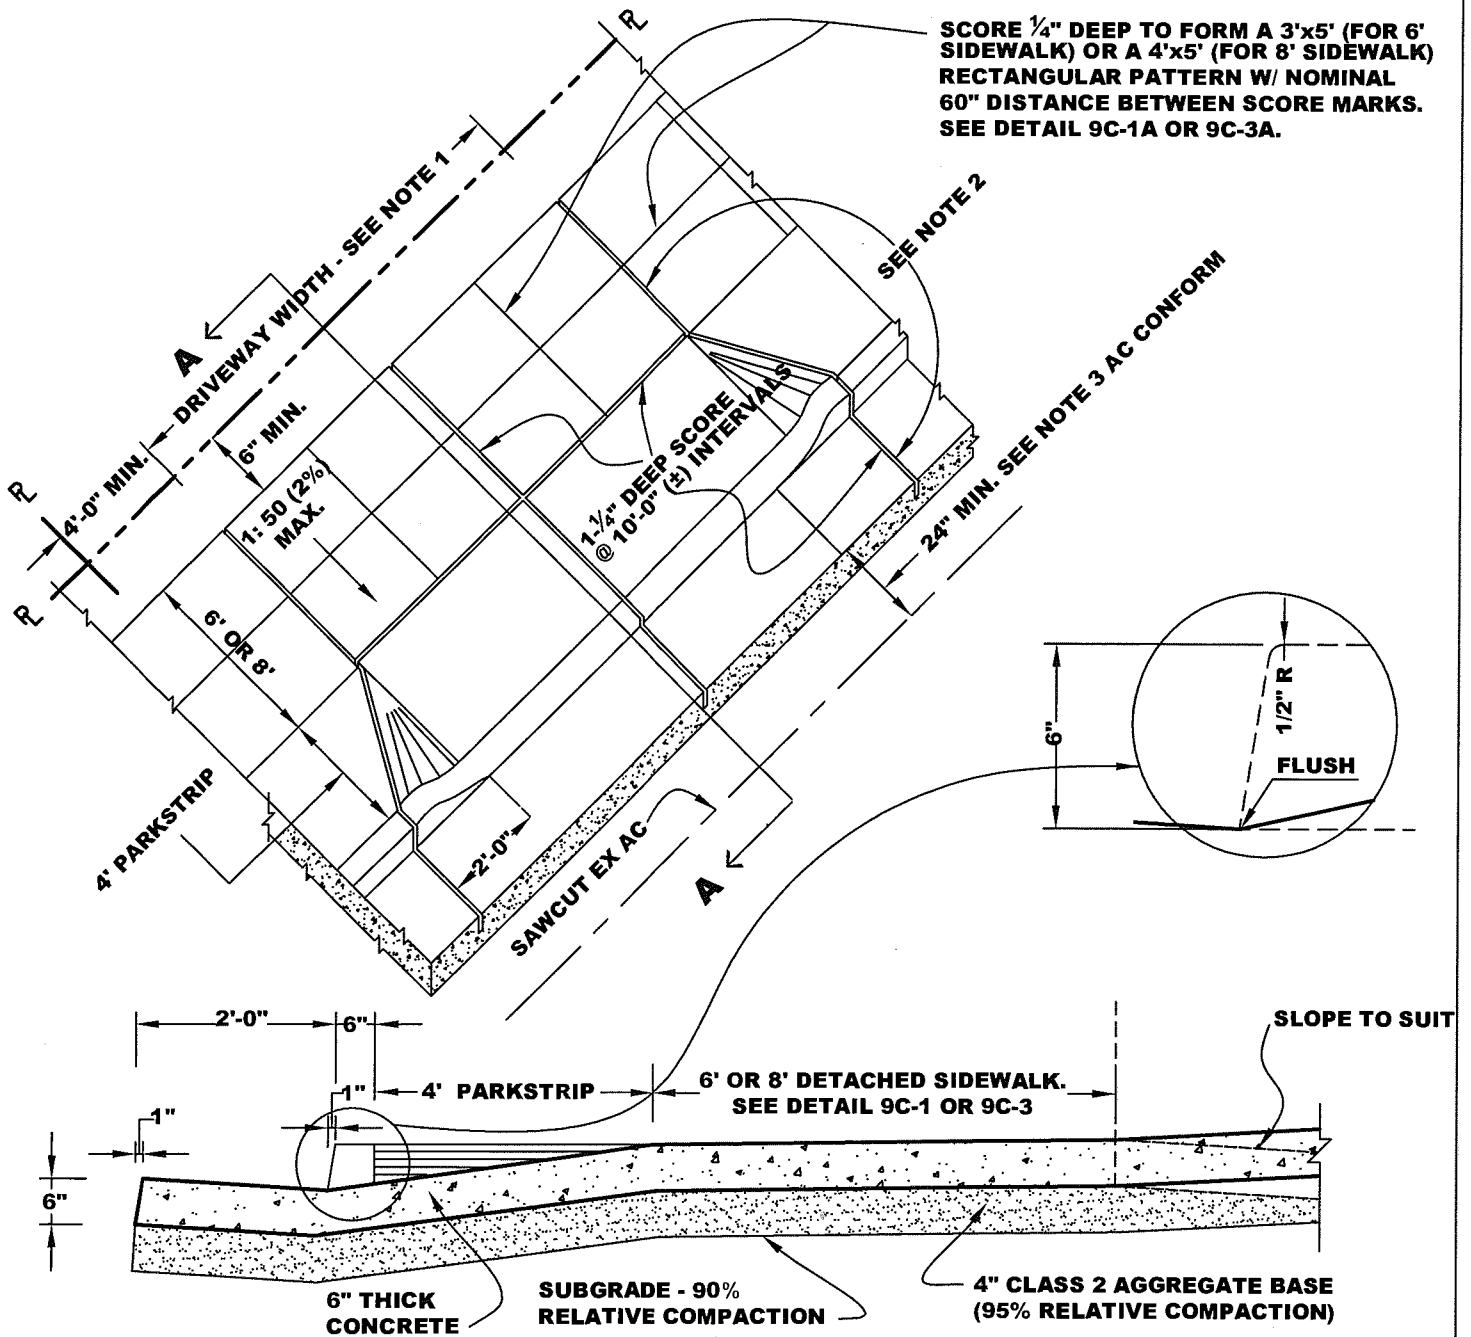 SCORE ¼" DEEP TO FORM A 3'x5' (FOR 6'
SIDEWALK) OR A 4'x5' (FOR 8' SIDEWALK)
RECTANGULAR PATTERN W/ NOMINAL
60" DISTANCE BETWEEN SCORE MARKS.
SEE DETAIL 9C-1A OR 9C-3A.
PL
DRIVEWAY WIDTH - SEE NOTE 1
SEE NOTE 2
24" MIN. SEE NOTE 3 AC CONFORM
A
6" MIN.
4'-0" MIN.
PL
PL
1: 50 (2%)
MAX.
1-¼" DEEP SCORE
@ 10'-0" (±) INTERVALS
6' OR 8'
4' PARKSTRIP
2'-0"
SAWCUT EX AC
A
6"
1/2" R
FLUSH
2'-0"
6"
1"
1"
4' PARKSTRIP
6' OR 8' DETACHED SIDEWALK.
SEE DETAIL 9C-1 OR 9C-3
SLOPE TO SUIT
6"
6" THICK
CONCRETE
SUBGRADE - 90%
RELATIVE COMPACTION
4" CLASS 2 AGGREGATE BASE
(95% RELATIVE COMPACTION)